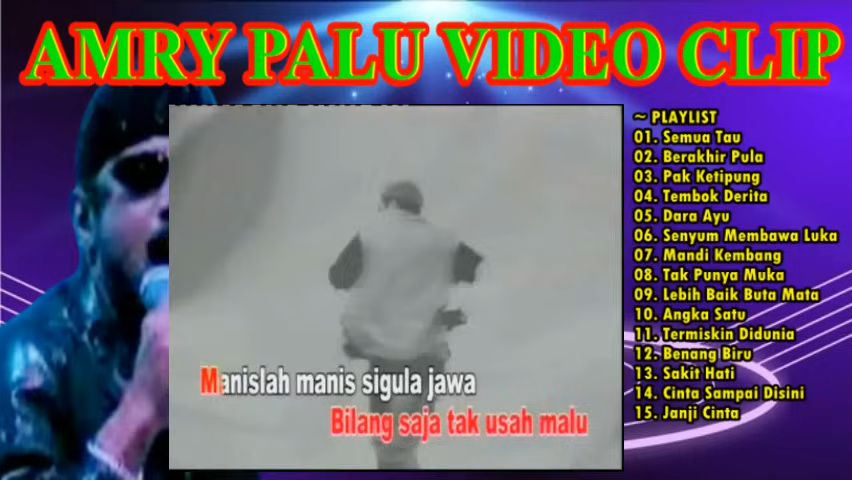 AMRY PALU VIDEO CLIP
~ PLAYLIST
01. Semua Tau
02. Berakhir Pula
03. Pak Ketipung
04. Tembok Derita
05. Dara Ayu
06. Senyum Membawa Luka
07. Mandi Kembang
08. Tak Punya Muka
09. Lebih Baik Buta Mata
10. Angka Satu
11. Termiskin Didunia
12. Benang Biru
13. Sakit Hati
14. Cinta Sampai Disini
15. Janji Cinta
Manislah manis sigula jawa
Bilang saja tak usah malu